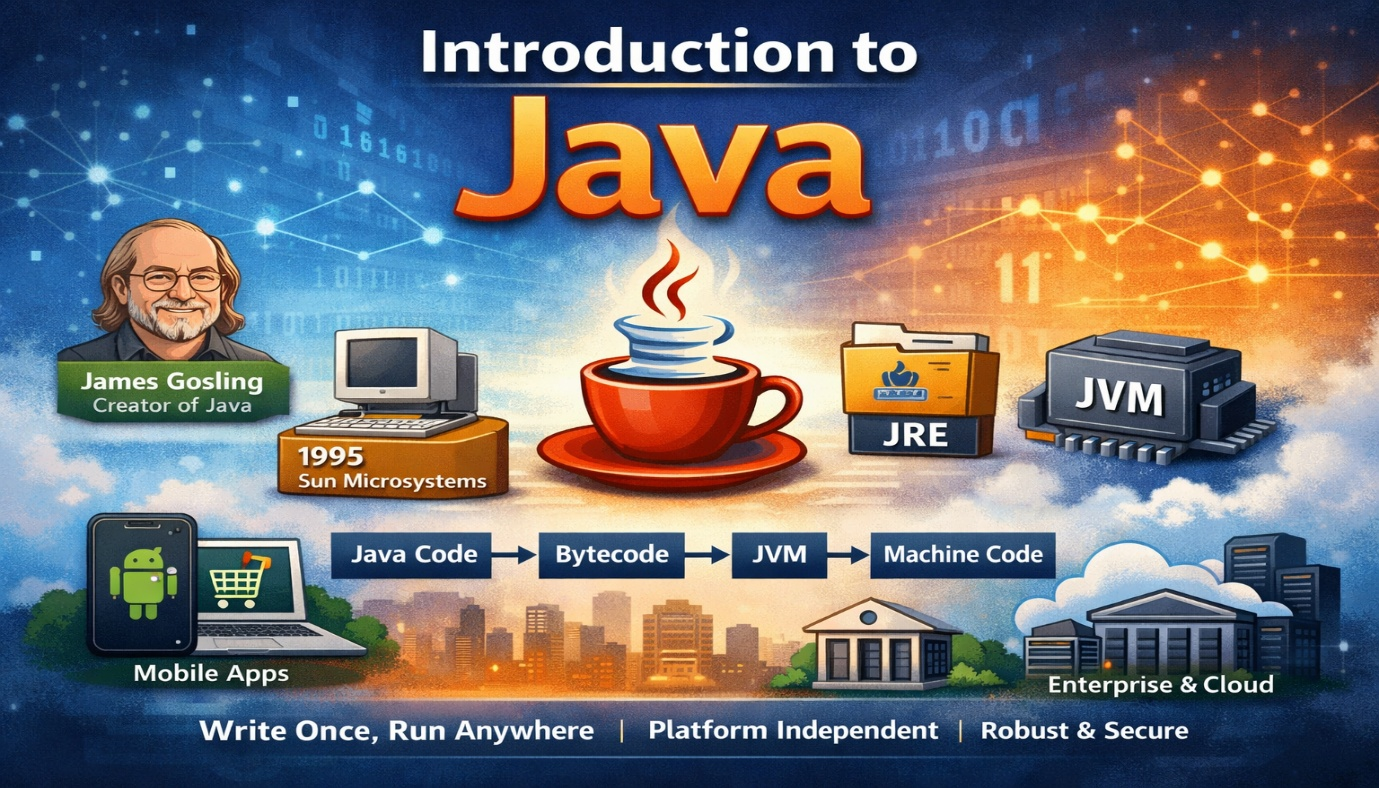 Introduction to
Java
James Gosling
Creator of Java
1995
Sun Microsystems
JRE
JVM
Java Code
Bytecode
JVM
Machine Code
Mobile Apps
Enterprise & Cloud
Write Once, Run Anywhere | Platform Independent | Robust & Secure